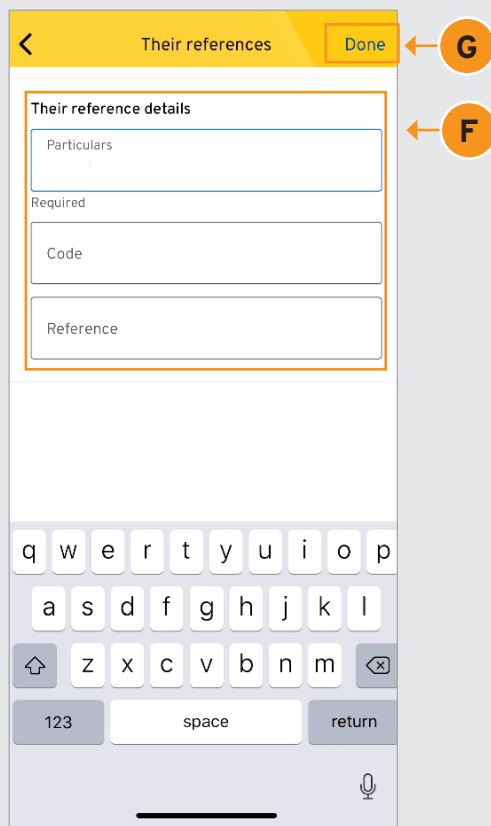 Their references Done G
Their reference details F
Particulars
Required
Code
Reference
q w e r t y u i o p
a s d f g h j k l
z x c v b n m
123 space return